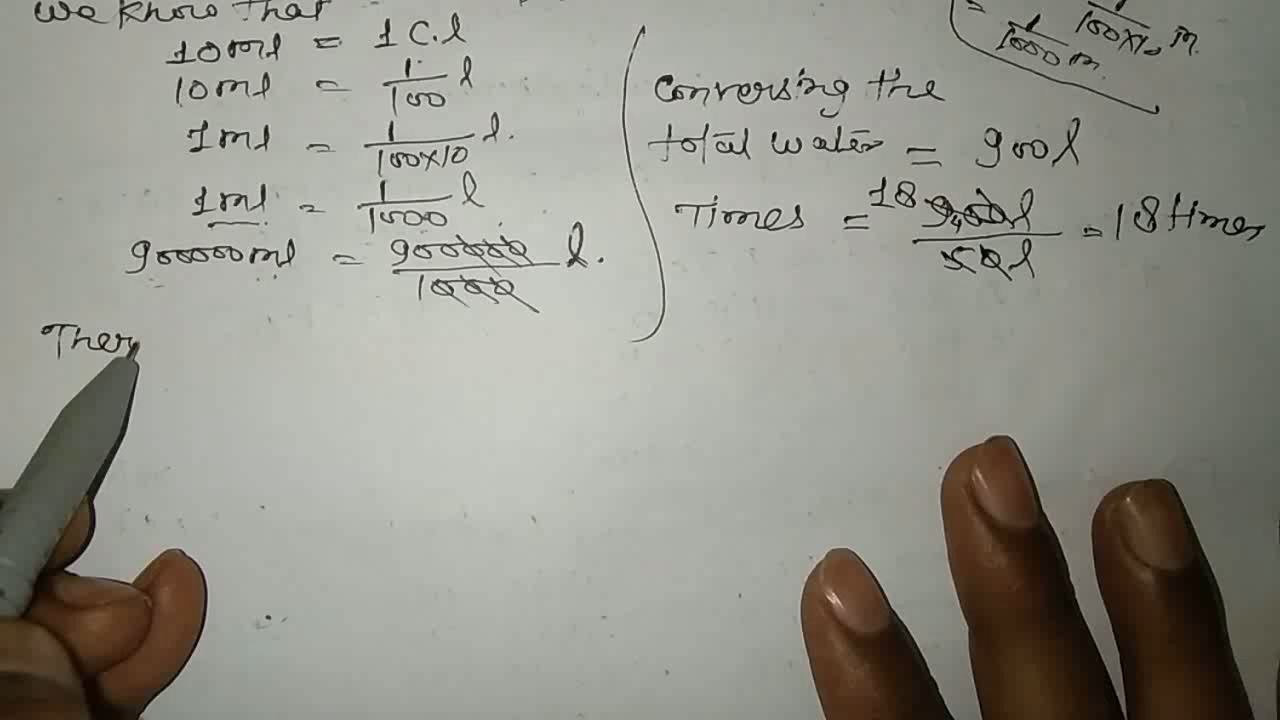 We know that
10ml = 1 C.l
10ml = 1/100 l
1ml = 1/100×10 l.
1ml = 1/1000 l
900000ml = 900000/1000 l.
Ther
= 1/100×10 m.
1/1000 m.
Conversing the
total water = 900l
Times = 18 900l/50l = 18 times